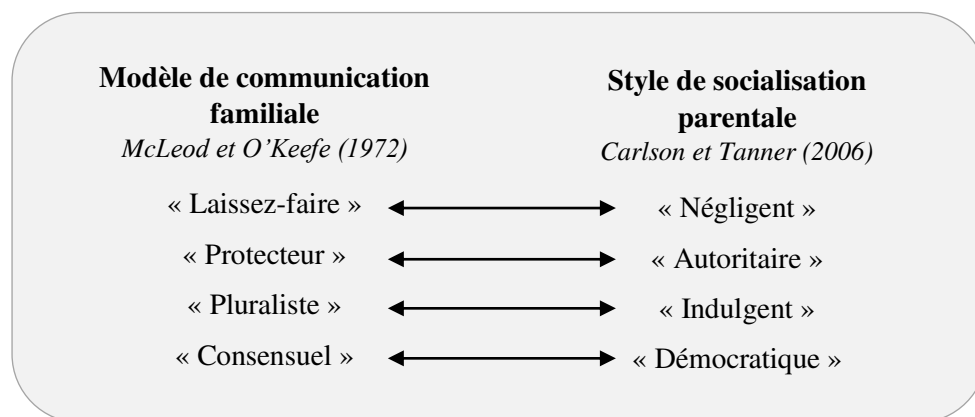 Modèle de communication
familiale
McLeod et O’Keefe (1972)
Style de socialisation
parentale
Carlson et Tanner (2006)
« Laissez-faire » « Négligent »
« Protecteur » « Autoritaire »
« Pluraliste » « Indulgent »
« Consensuel » « Démocratique »